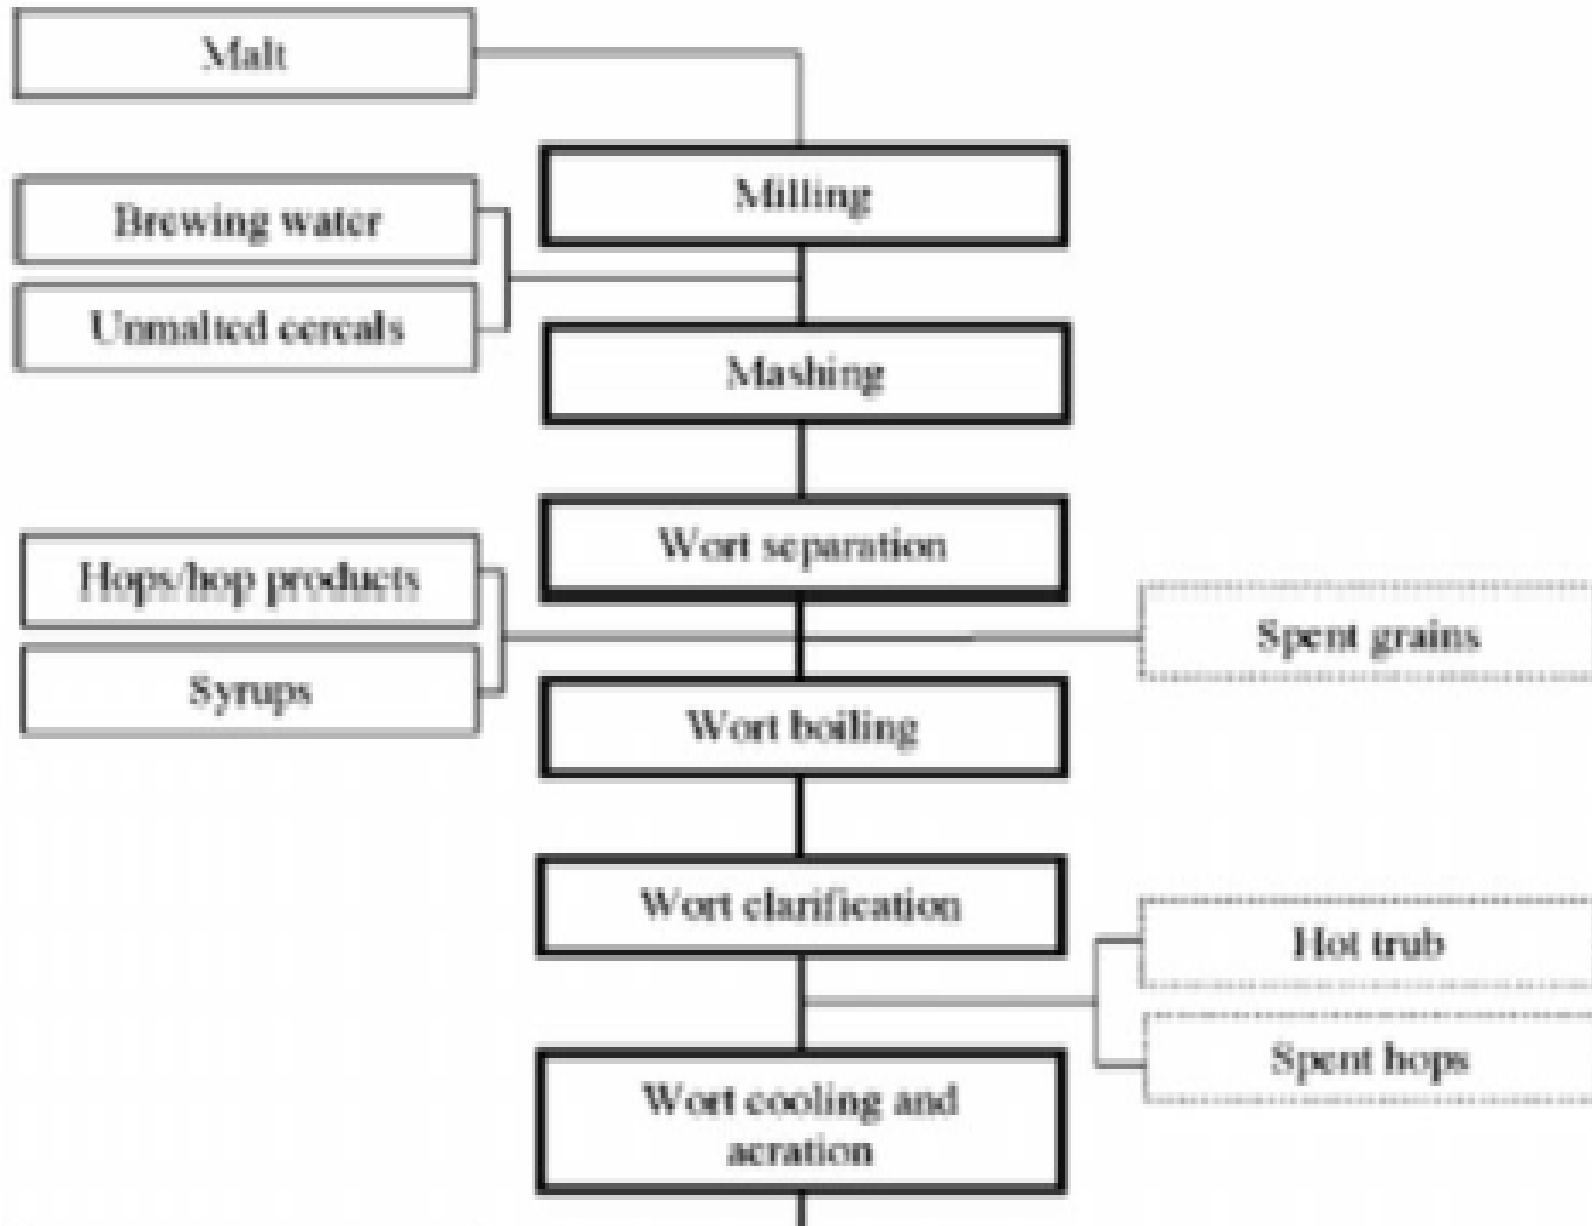 Malt
Milling
Brewing water
Unmalted cereals
Mashing
Wort separation
Hops/hop products
Spent grains
Syrups
Wort boiling
Wort clarification
Hot trub
Spent hops
Wort cooling and
aeration